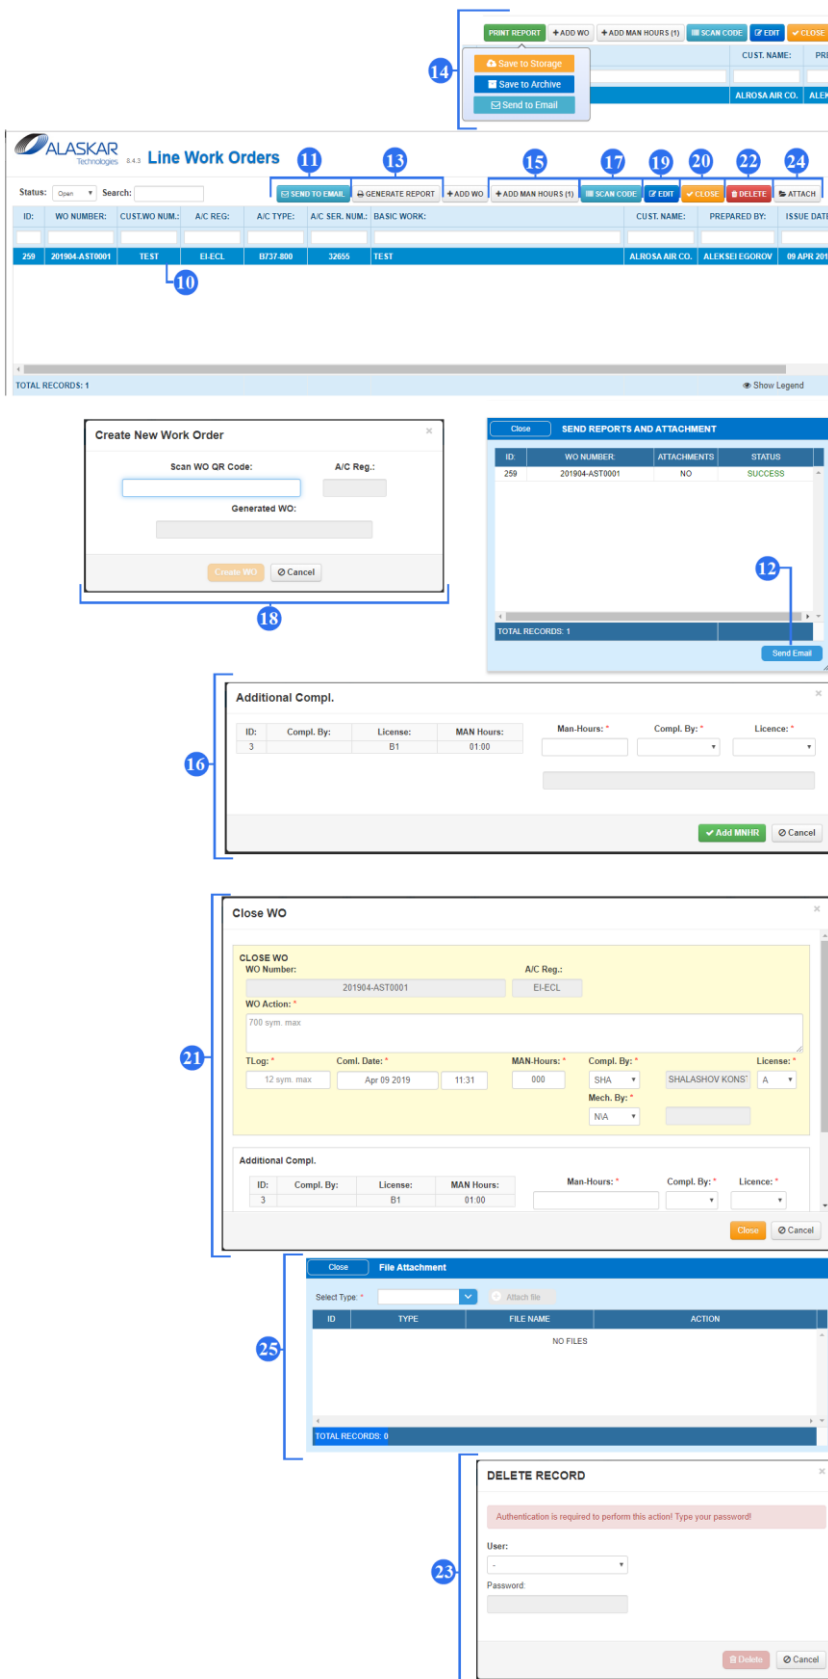 PRINT REPORT +ADD WO +ADD MAN HOURS (1) SCAN CODE EDIT CLOSE
CUST. NAME:
Save to Storage
14
Save to Archive
ALROSA AIR CO.
Send to Email
ALASKAR
Technologies 8.4.3 Line Work Orders
11 13 15 17 19 20 22 24
Status: Open Search: SEND TO EMAIL GENERATE REPORT +ADD WO +ADD MAN HOURS (1) SCAN CODE EDIT CLOSE DELETE ATTACH
ID: WO NUMBER: CUST.WO NUM.: A/C REG: A/C TYPE: A/C SER. NUM.: BASIC WORK: CUST. NAME: PREPARED BY: ISSUE DATE
259 201904-AST0001 TEST EI-ECL B737-800 32655 TEST ALROSA AIR CO. ALEKSEI EGOROV 09 APR 201
10
TOTAL RECORDS: 1 Show Legend
Create New Work Order ×
Scan WO QR Code: A/C Reg.:
Generated WO:
Create WO Cancel
18
Close SEND REPORTS AND ATTACHMENT
ID: WO NUMBER: ATTACHMENTS STATUS
259 201904-AST0001 NO SUCCESS
12
TOTAL RECORDS: 1
Send Email
Additional Compl. ×
ID: Compl. By: License: MAN Hours: Man-Hours: * Compl. By: * Licence: *
3 B1 01:00
16
Add MNHR Cancel
Close WO ×
CLOSE WO
WO Number: A/C Reg.:
201904-AST0001 EI-ECL
WO Action: *
700 sym. max
21
TLog: * Coml. Date: * MAN-Hours: * Compl. By: * License: *
12 sym. max Apr 09 2019 11:31 000 SHA SHALASHOV KONS' A
Mech. By: *
N\A
Additional Compl.
ID: Compl. By: License: MAN Hours: Man-Hours: * Compl. By: * Licence: *
3 B1 01:00
Close Cancel
Close File Attachment
Select Type: * Attach file
ID TYPE FILE NAME ACTION
NO FILES
25
TOTAL RECORDS: 0
DELETE RECORD ×
Authentication is required to perform this action! Type your password!
User:
-
23
Password:
Delete Cancel